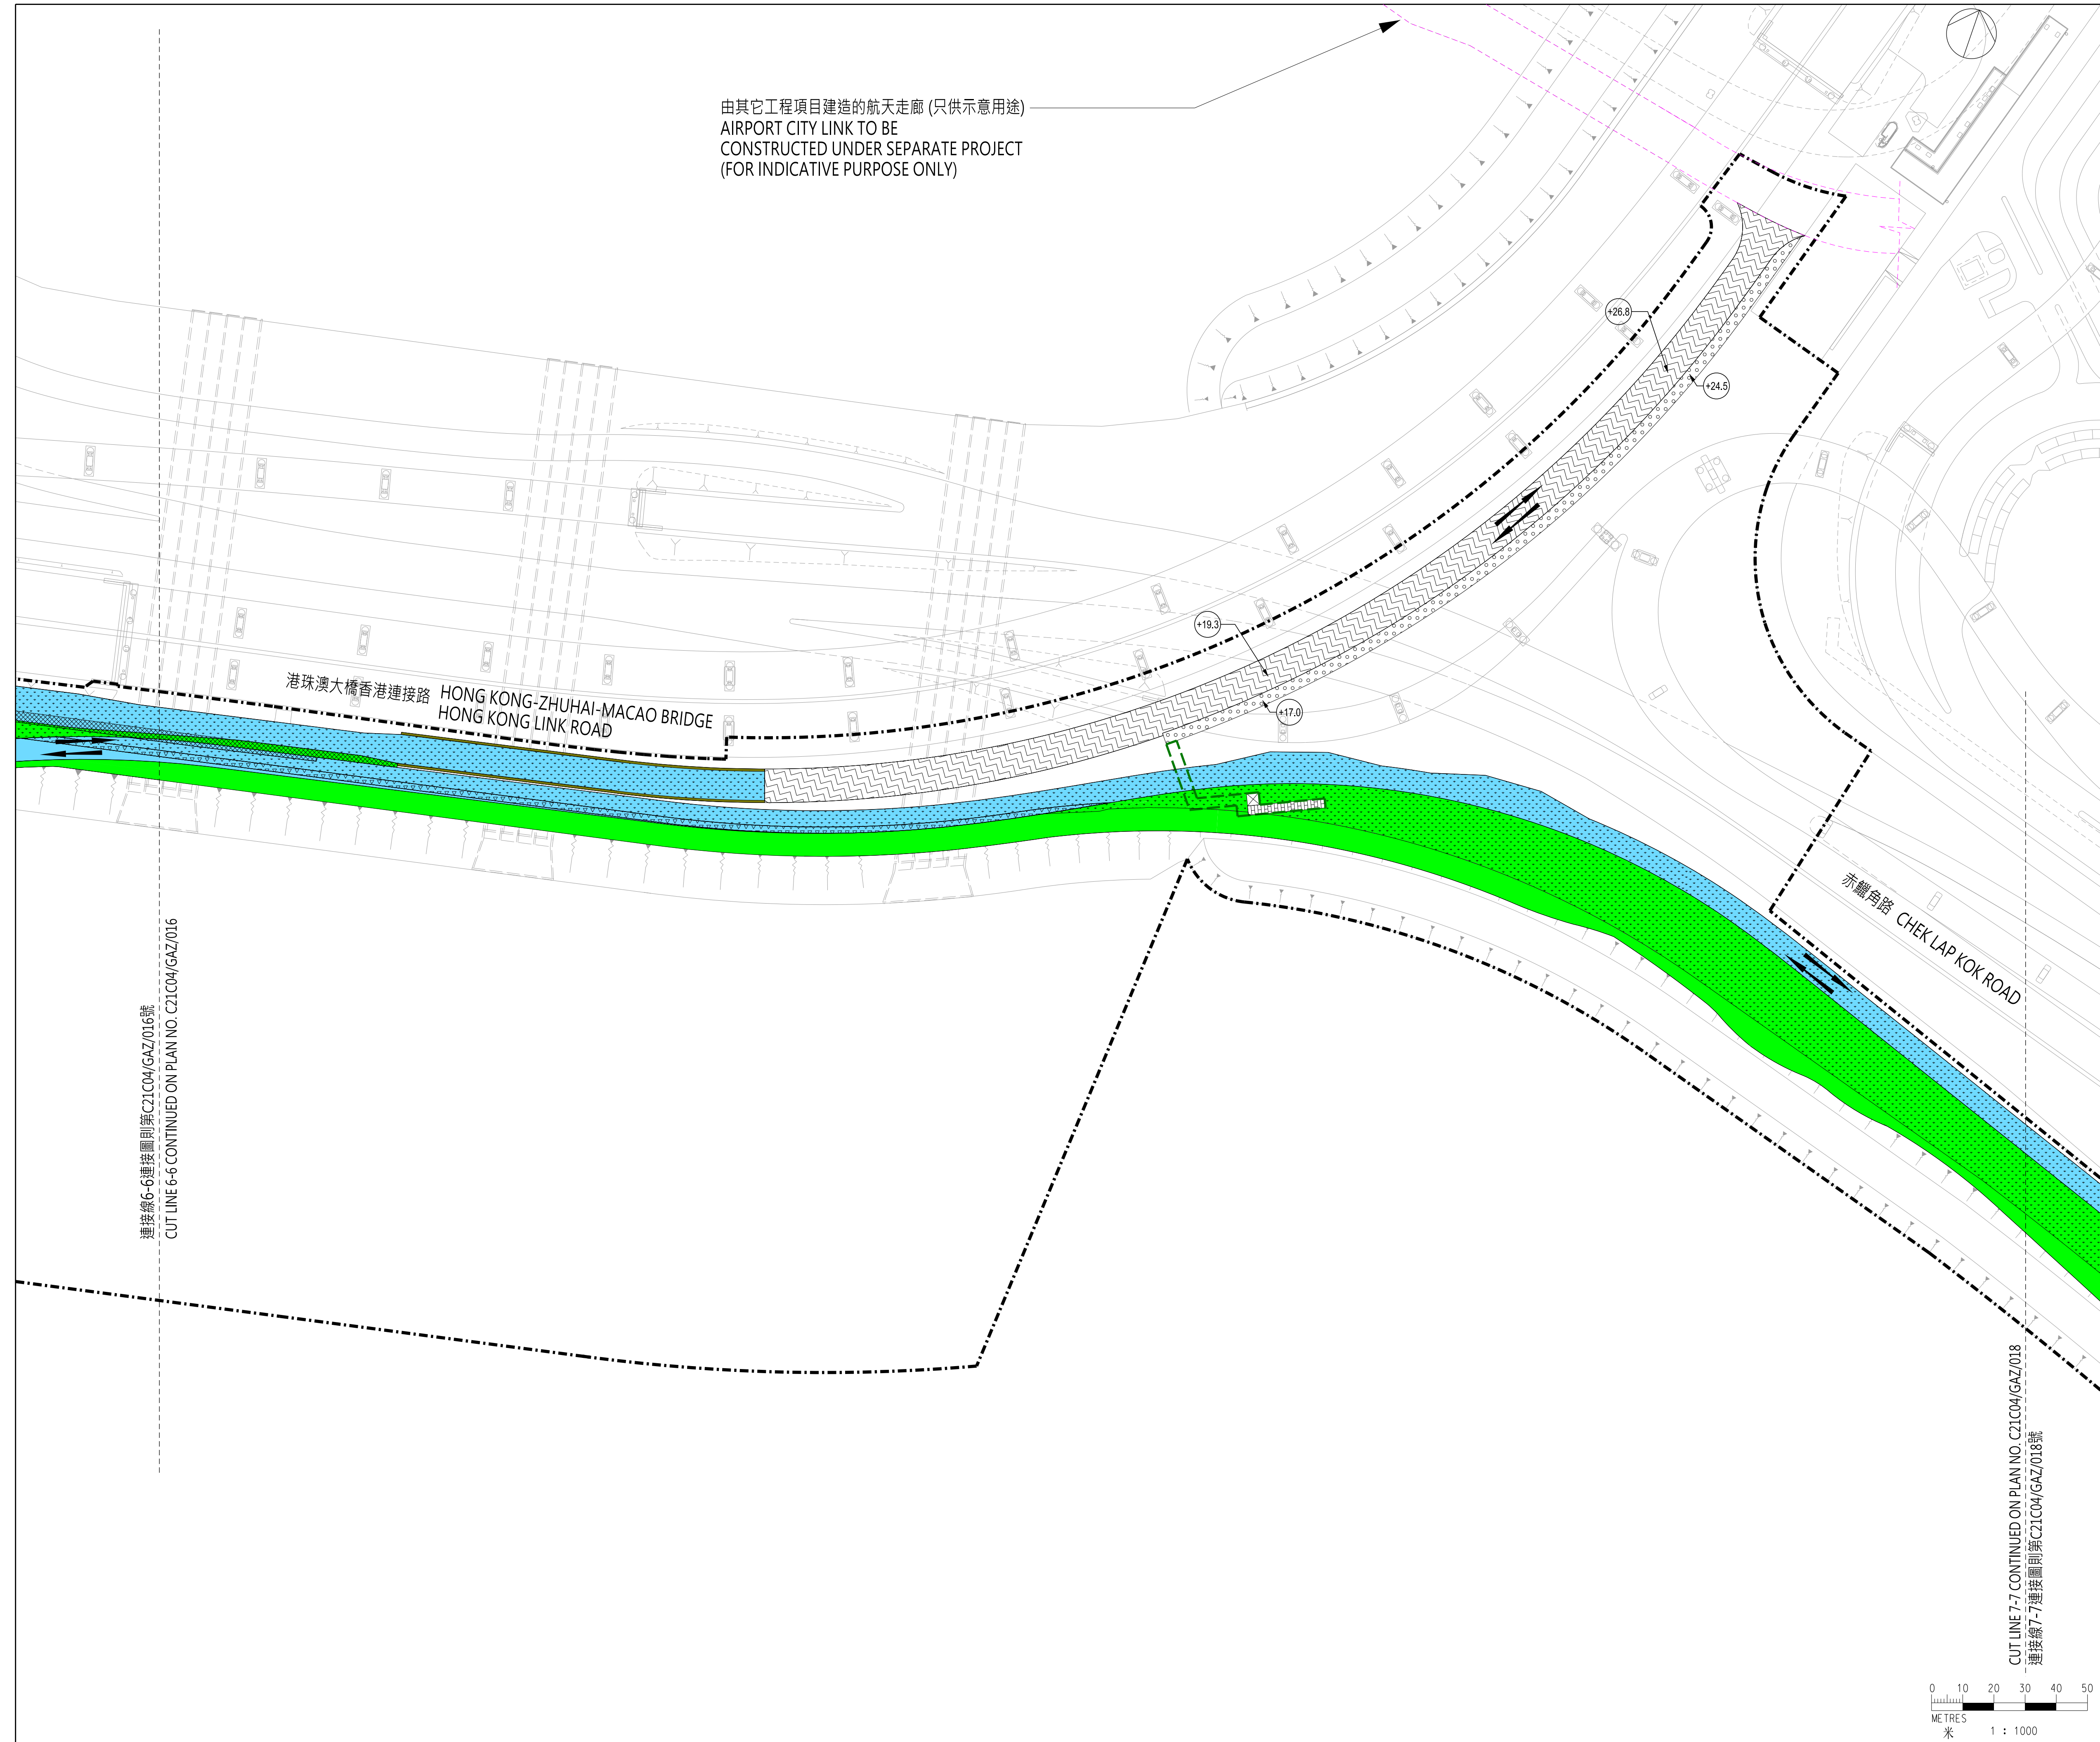 由其它工程項目建造的航天走廊 (只供示意用途)
AIRPORT CITY LINK TO BE
CONSTRUCTED UNDER SEPARATE PROJECT
(FOR INDICATIVE PURPOSE ONLY)
+26.8
+24.5
+19.3
+17.0
港珠澳大橋香港連接路 HONG KONG-ZHUHAI-MACAO BRIDGE
HONG KONG LINK ROAD
赤鱲角路 CHEK LAP KOK ROAD
連接線6-6連接圖則第C21C04/GAZ/016號
CUT LINE 6-6 CONTINUED ON PLAN NO. C21C04/GAZ/016
CUT LINE 7-7 CONTINUED ON PLAN NO. C21C04/GAZ/018
連接線7-7連接圖則第C21C04/GAZ/018號
0 10 20 30 40 50
METRES
米 1 : 1000